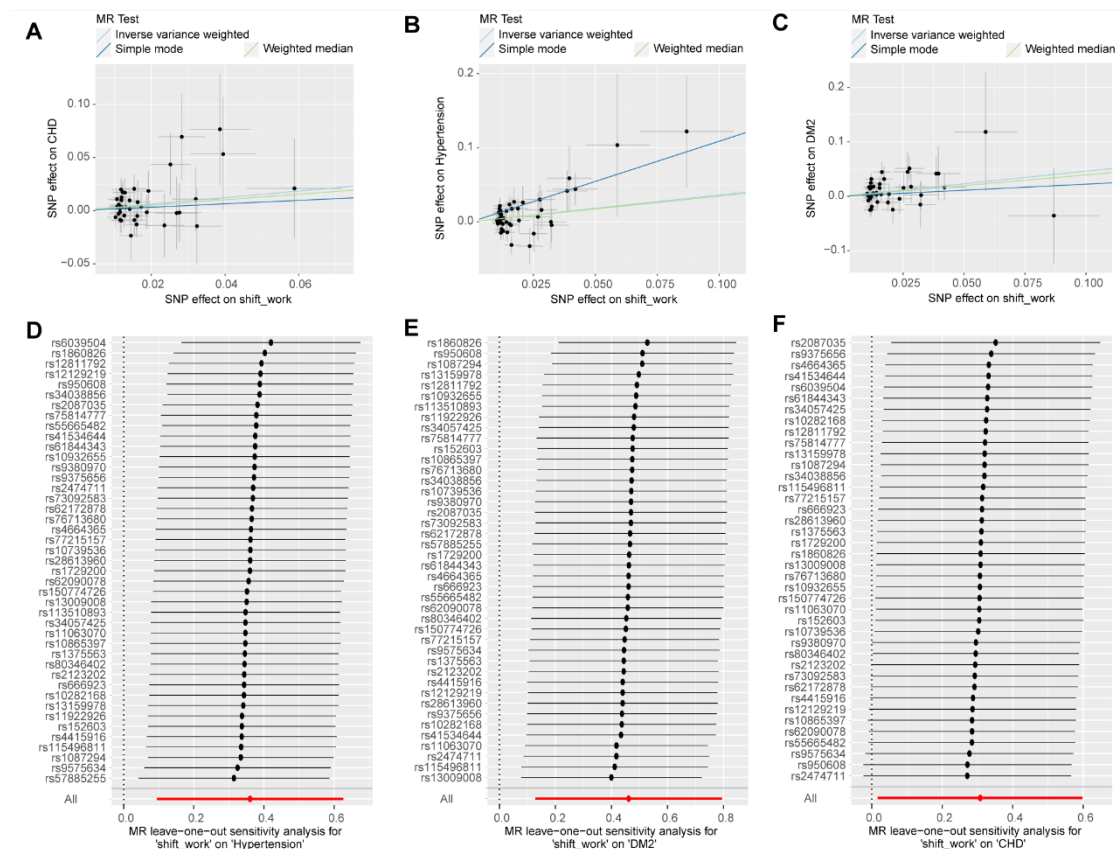 A
MR Test
Inverse variance weighted
Simple mode
Weighted median
SNP effect on CHD
0.10
0.05
0.00
−0.05
0.02
0.04
0.06
SNP effect on shift_work
B
MR Test
Inverse variance weighted
Simple mode
Weighted median
SNP effect on Hypertension
0.2
0.1
0.0
0.000
0.025
0.050
0.075
0.100
SNP effect on shift_work
C
MR Test
Inverse variance weighted
Simple mode
Weighted median
SNP effect on DM2
0.2
0.1
0.0
−0.1
0.025
0.050
0.075
0.100
SNP effect on shift_work
D
rs6039504
rs1860826
rs12811792
rs12129219
rs950608
rs34038856
rs2087035
rs75814777
rs55665482
rs41534644
rs61844343
rs10932655
rs9380970
rs9375656
rs2474711
rs73092583
rs62172878
rs76713680
rs4664365
rs77215157
rs10739536
rs28613960
rs1729200
rs62090078
rs150774726
rs13009008
rs113510893
rs34057425
rs11063070
rs10865397
rs1375563
rs80346402
rs2123202
rs666923
rs10282168
rs13159978
rs11922926
rs152603
rs4415916
rs115496811
rs1087294
rs9575634
rs57885255
All
0.0
0.2
0.4
0.6
MR leave−one−out sensitivity analysis for
'shift_work' on 'Hypertension'
E
rs1860826
rs950608
rs1087294
rs13159978
rs12811792
rs10932655
rs113510893
rs11922926
rs34057425
rs75814777
rs152603
rs10865397
rs76713680
rs34038856
rs10739536
rs9380970
rs2087035
rs73092583
rs62172878
rs57885255
rs1729200
rs61844343
rs4664365
rs666923
rs55665482
rs62090078
rs80346402
rs150774726
rs77215157
rs9575634
rs1375563
rs2123202
rs4415916
rs12129219
rs28613960
rs9375656
rs10282168
rs41534644
rs11063070
rs2474711
rs115496811
rs13009008
All
0.0
0.2
0.4
0.6
0.8
MR leave−one−out sensitivity analysis for
'shift_work' on 'DM2'
F
rs2087035
rs9375656
rs4664365
rs41534644
rs6039504
rs61844343
rs34057425
rs10282168
rs12811792
rs75814777
rs13159978
rs1087294
rs34038856
rs115496811
rs77215157
rs666923
rs28613960
rs1375563
rs1729200
rs1860826
rs13009008
rs76713680
rs10932655
rs150774726
rs11063070
rs152603
rs10739536
rs9380970
rs80346402
rs2123202
rs73092583
rs62172878
rs4415916
rs12129219
rs10865397
rs62090078
rs55665482
rs9575634
rs950608
rs2474711
All
0.0
0.2
0.4
0.6
MR leave−one−out sensitivity analysis for
'shift_work' on 'CHD'